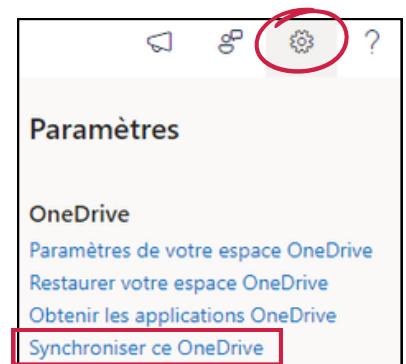 ?
Paramètres
OneDrive
Paramètres de votre espace OneDrive
Restaurer votre espace OneDrive
Obtenir les applications OneDrive
Synchroniser ce OneDrive